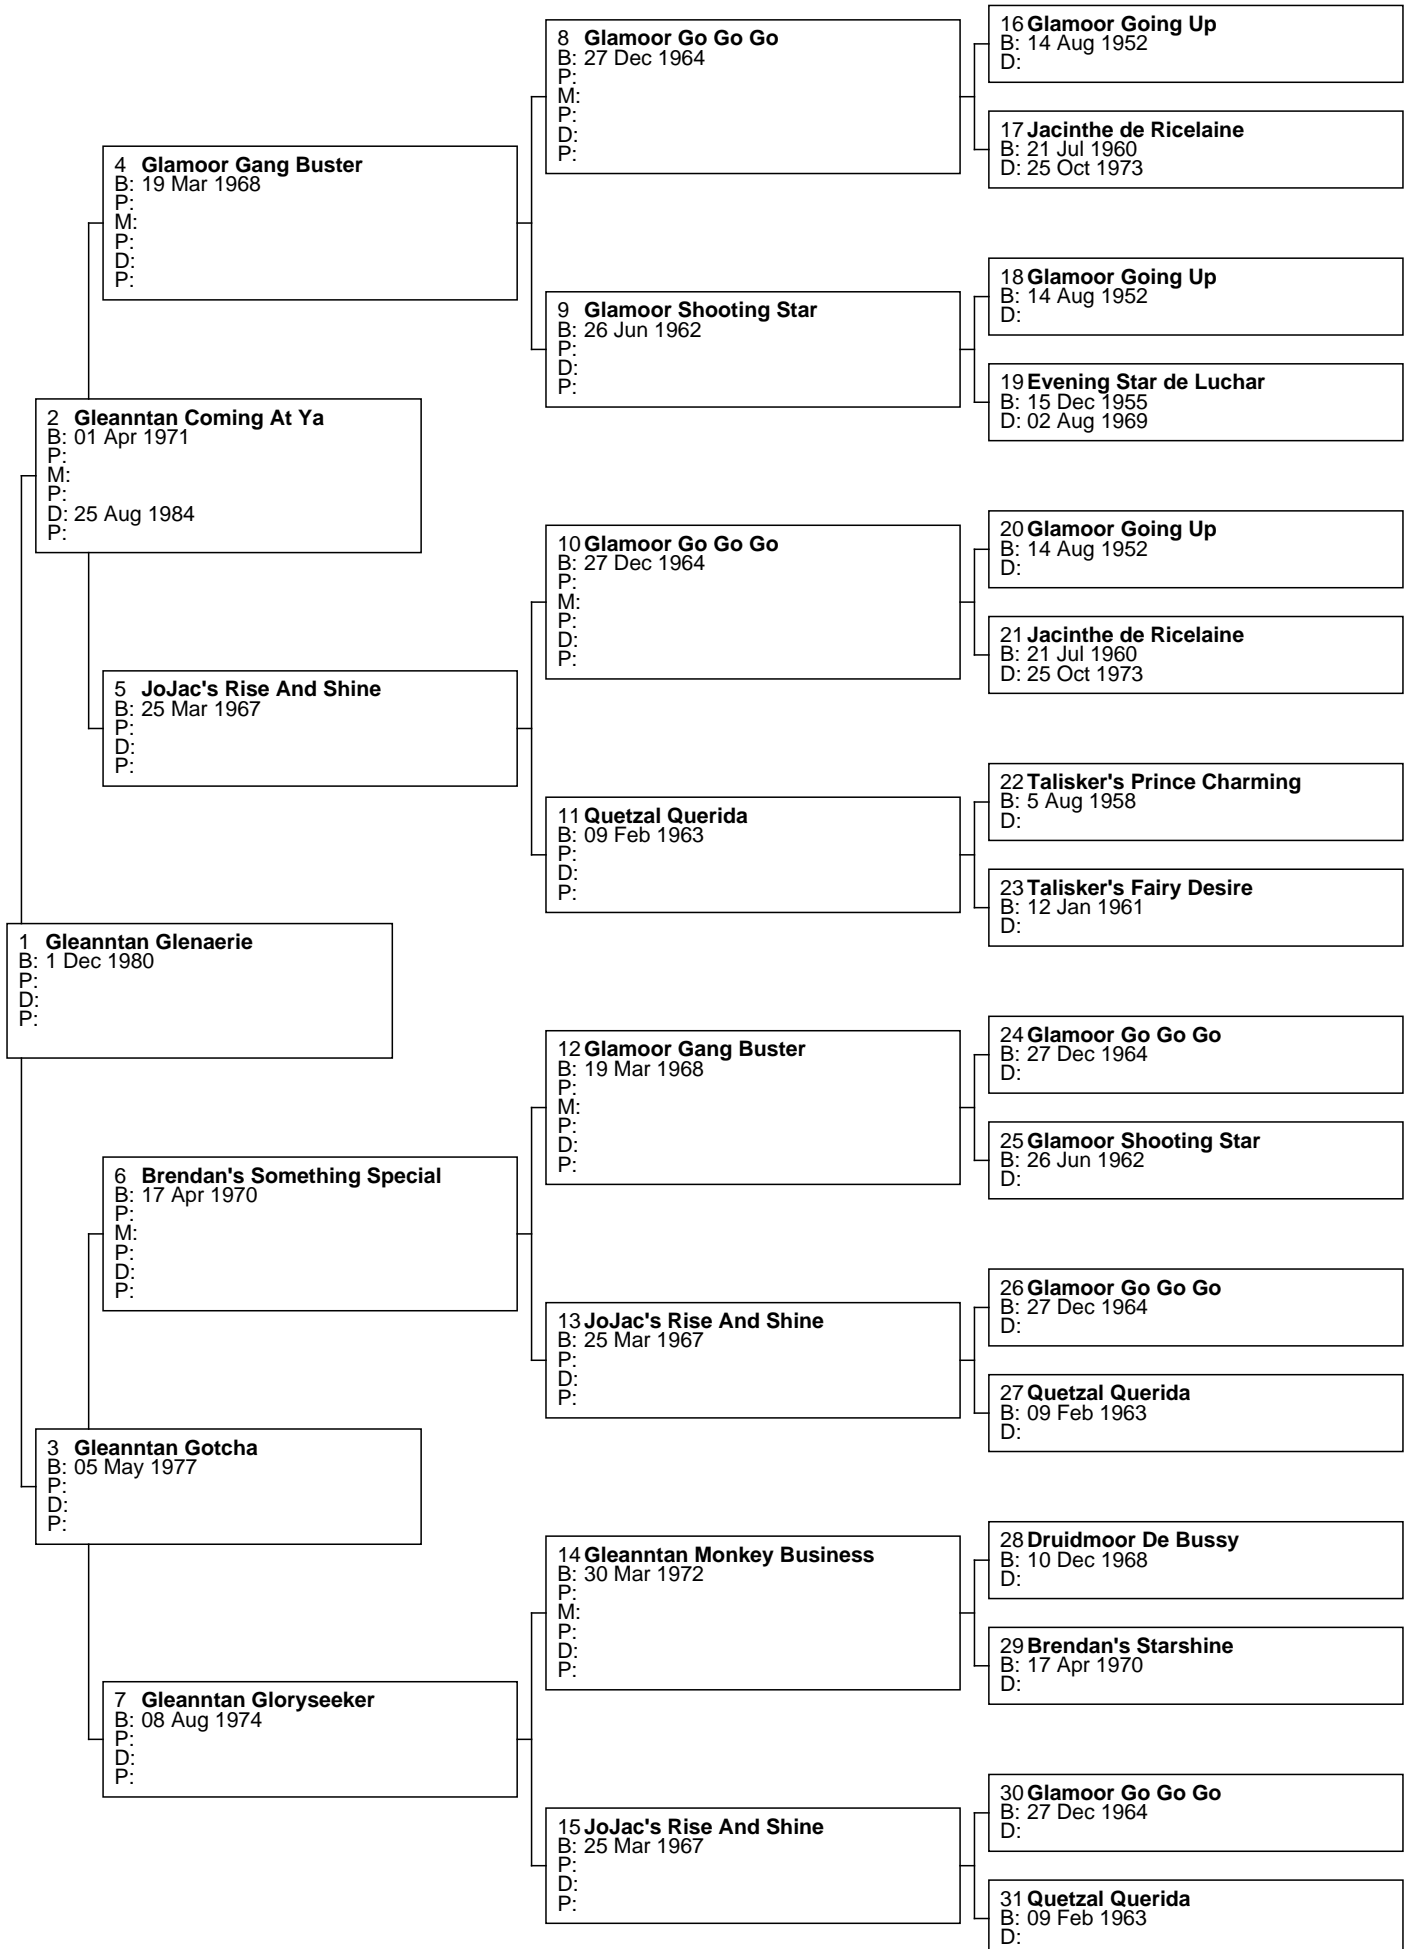 8 Glamoor Go Go Go
B: 27 Dec 1964
P:
M:
P:
D:
P:
16 Glamoor Going Up
B: 14 Aug 1952
D:
17 Jacinthe de Ricelaine
B: 21 Jul 1960
D: 25 Oct 1973
4 Glamoor Gang Buster
B: 19 Mar 1968
P:
M:
P:
D:
P:
9 Glamoor Shooting Star
B: 26 Jun 1962
P:
D:
P:
18 Glamoor Going Up
B: 14 Aug 1952
D:
19 Evening Star de Luchar
B: 15 Dec 1955
D: 02 Aug 1969
2 Gleanntan Coming At Ya
B: 01 Apr 1971
P:
M:
P:
D: 25 Aug 1984
P:
10 Glamoor Go Go Go
B: 27 Dec 1964
P:
M:
P:
D:
P:
20 Glamoor Going Up
B: 14 Aug 1952
D:
21 Jacinthe de Ricelaine
B: 21 Jul 1960
D: 25 Oct 1973
5 JoJac's Rise And Shine
B: 25 Mar 1967
P:
D:
P:
11 Quetzal Querida
B: 09 Feb 1963
P:
D:
P:
22 Talisker's Prince Charming
B: 5 Aug 1958
D:
23 Talisker's Fairy Desire
B: 12 Jan 1961
D:
1 Gleanntan Glenaerie
B: 1 Dec 1980
P:
D:
P:
12 Glamoor Gang Buster
B: 19 Mar 1968
P:
M:
P:
D:
P:
24 Glamoor Go Go Go
B: 27 Dec 1964
D:
25 Glamoor Shooting Star
B: 26 Jun 1962
D:
6 Brendan's Something Special
B: 17 Apr 1970
P:
M:
P:
D:
P:
13 JoJac's Rise And Shine
B: 25 Mar 1967
P:
D:
P:
26 Glamoor Go Go Go
B: 27 Dec 1964
D:
27 Quetzal Querida
B: 09 Feb 1963
D:
3 Gleanntan Gotcha
B: 05 May 1977
P:
D:
P:
14 Gleanntan Monkey Business
B: 30 Mar 1972
P:
M:
P:
D:
P:
28 Druidmoor De Bussy
B: 10 Dec 1968
D:
29 Brendan's Starshine
B: 17 Apr 1970
D:
7 Gleanntan Gloryseeker
B: 08 Aug 1974
P:
D:
P:
15 JoJac's Rise And Shine
B: 25 Mar 1967
P:
D:
P:
30 Glamoor Go Go Go
B: 27 Dec 1964
D:
31 Quetzal Querida
B: 09 Feb 1963
D: